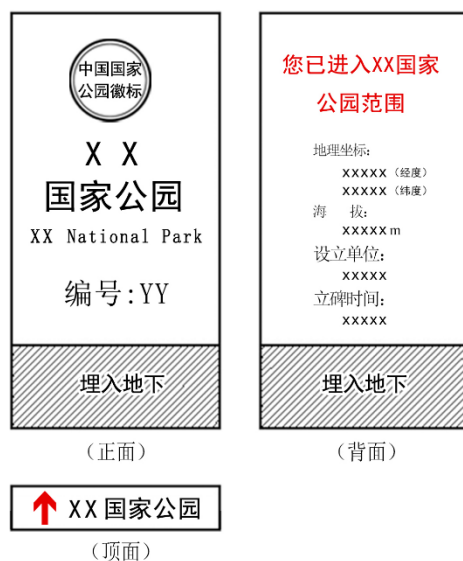 中国国家
公园徽标
X X
国家公园
XX National Park
编号:YY
埋入地下
(正面)
您已进入XX国家
公园范围
地理坐标:
XXXXX (经度)
XXXXX (纬度)
海 拔:
XXXXX m
设立单位:
XXXXX
立碑时间:
XXXXX
埋入地下
(背面)
XX国家公园
(顶面)